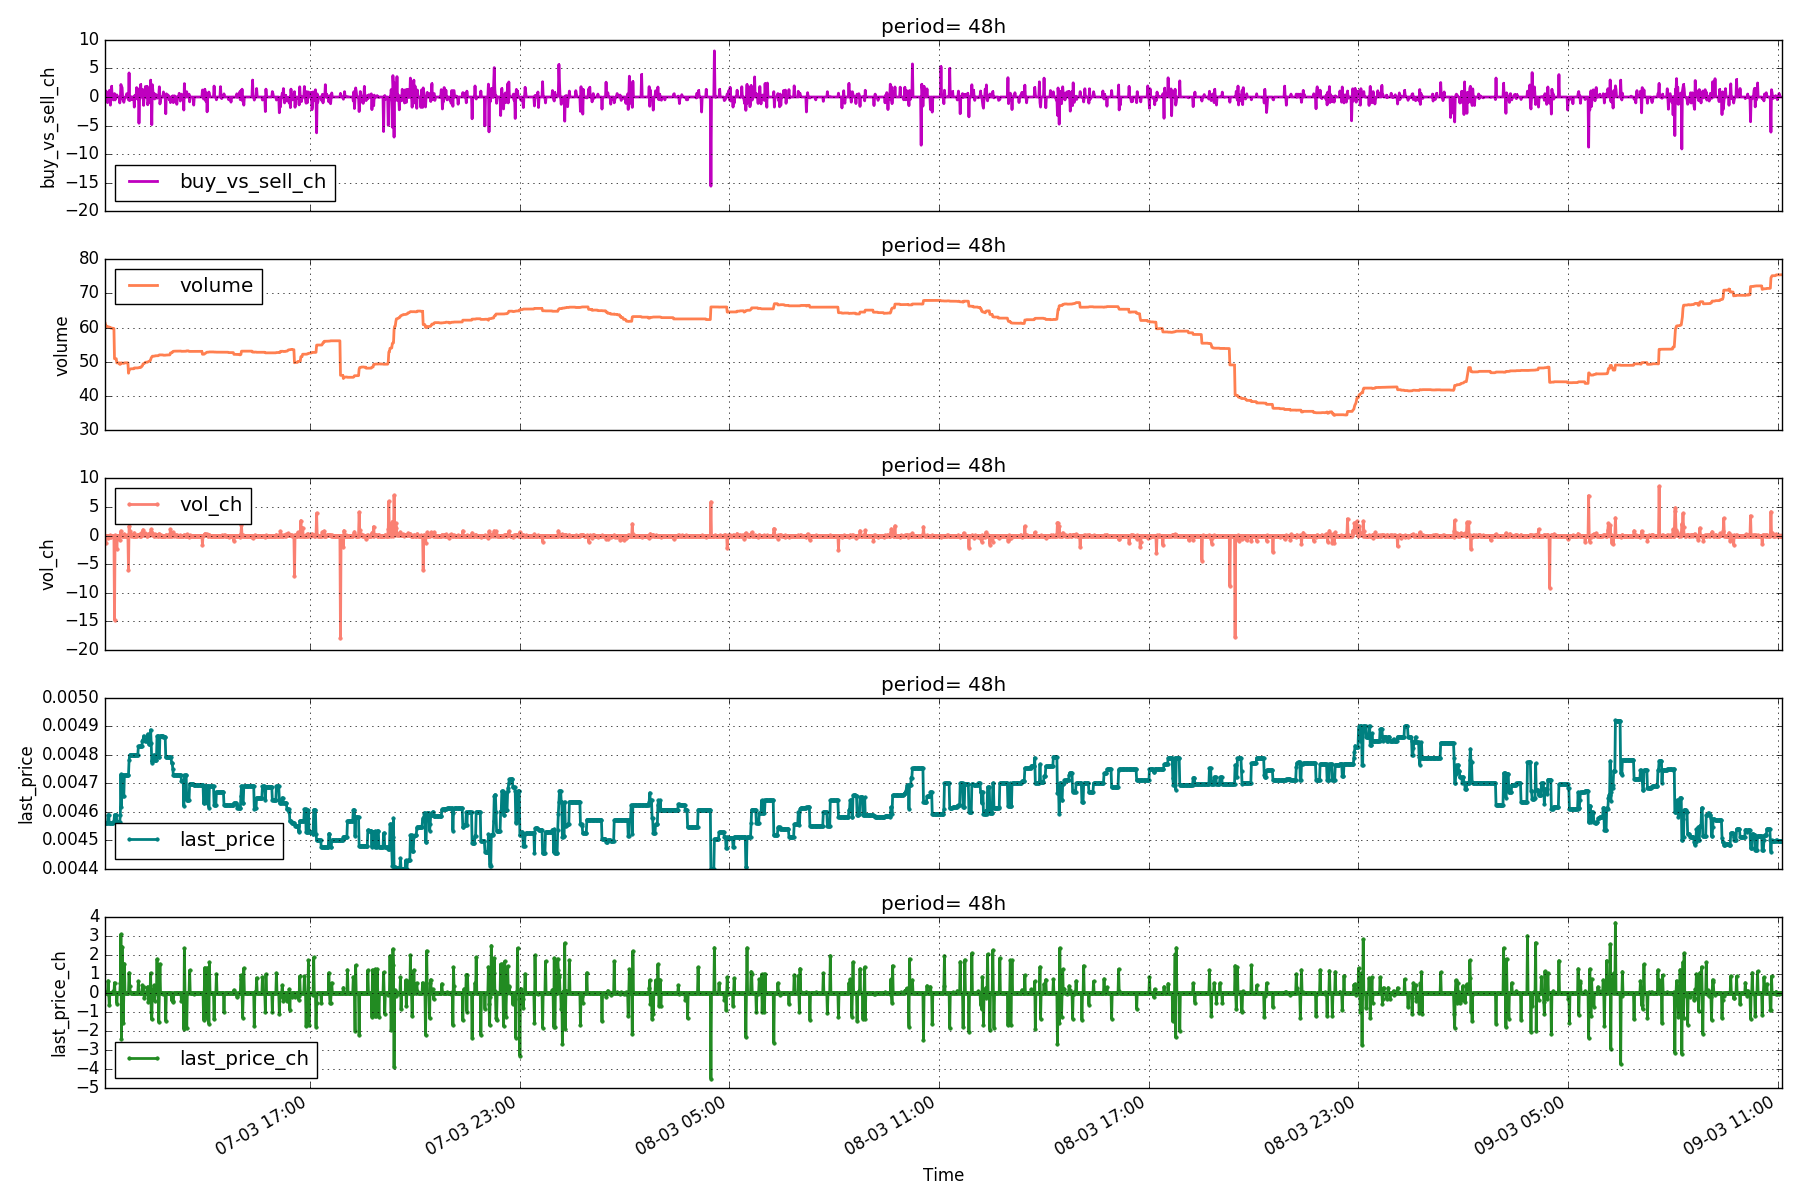 period= 48h
10
5
0
−5
−10
−15
−20
buy_vs_sell_ch
buy_vs_sell_ch
period= 48h
80
70
60
50
40
30
volume
volume
period= 48h
10
5
0
−5
−10
−15
−20
vol_ch
vol_ch
period= 48h
0.0050
0.0049
0.0048
0.0047
0.0046
0.0045
0.0044
last_price
last_price
period= 48h
4
3
2
1
0
−1
−2
−3
−4
−5
last_price_ch
last_price_ch
07-03 17:00
07-03 23:00
08-03 05:00
08-03 11:00
08-03 17:00
08-03 23:00
09-03 05:00
09-03 11:00
Time